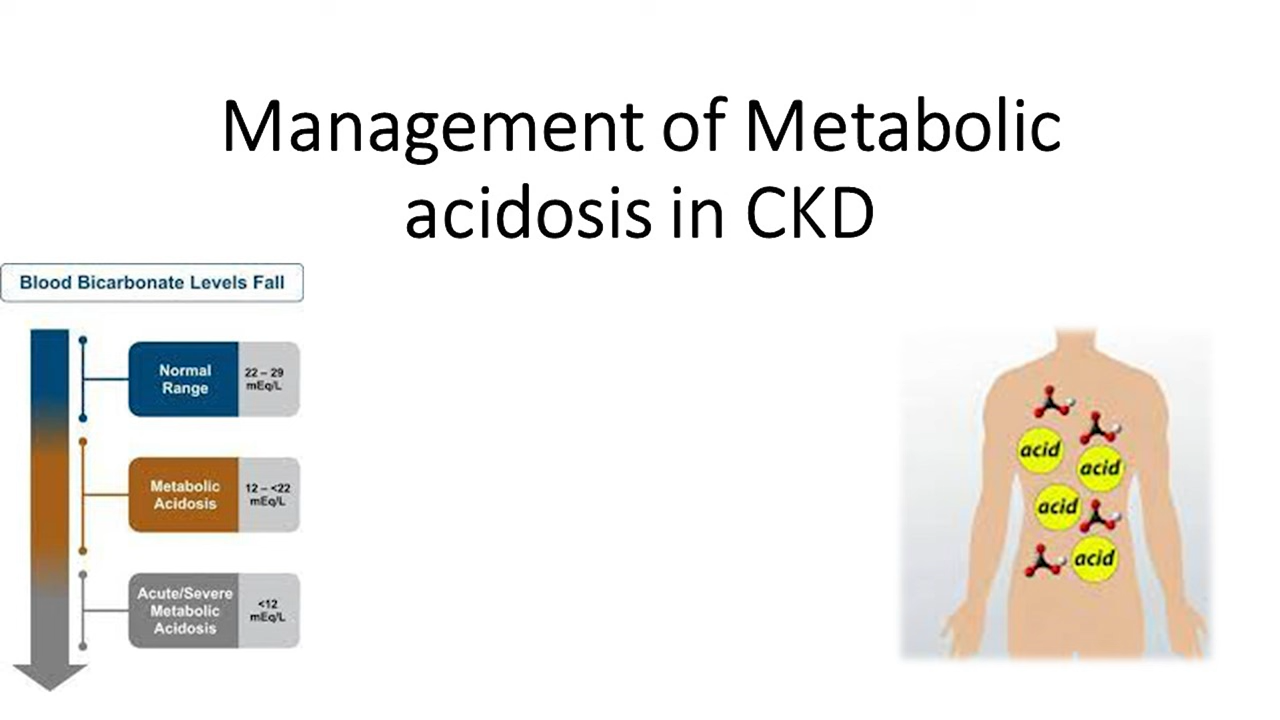 Management of Metabolic
acidosis in CKD
Blood Bicarbonate Levels Fall
Normal
Range
22 – 29
mEq/L
Metabolic
Acidosis
12 – <22
mEq/L
Acute/Severe
Metabolic
Acidosis
<12
mEq/L
acid
acid
acid
acid